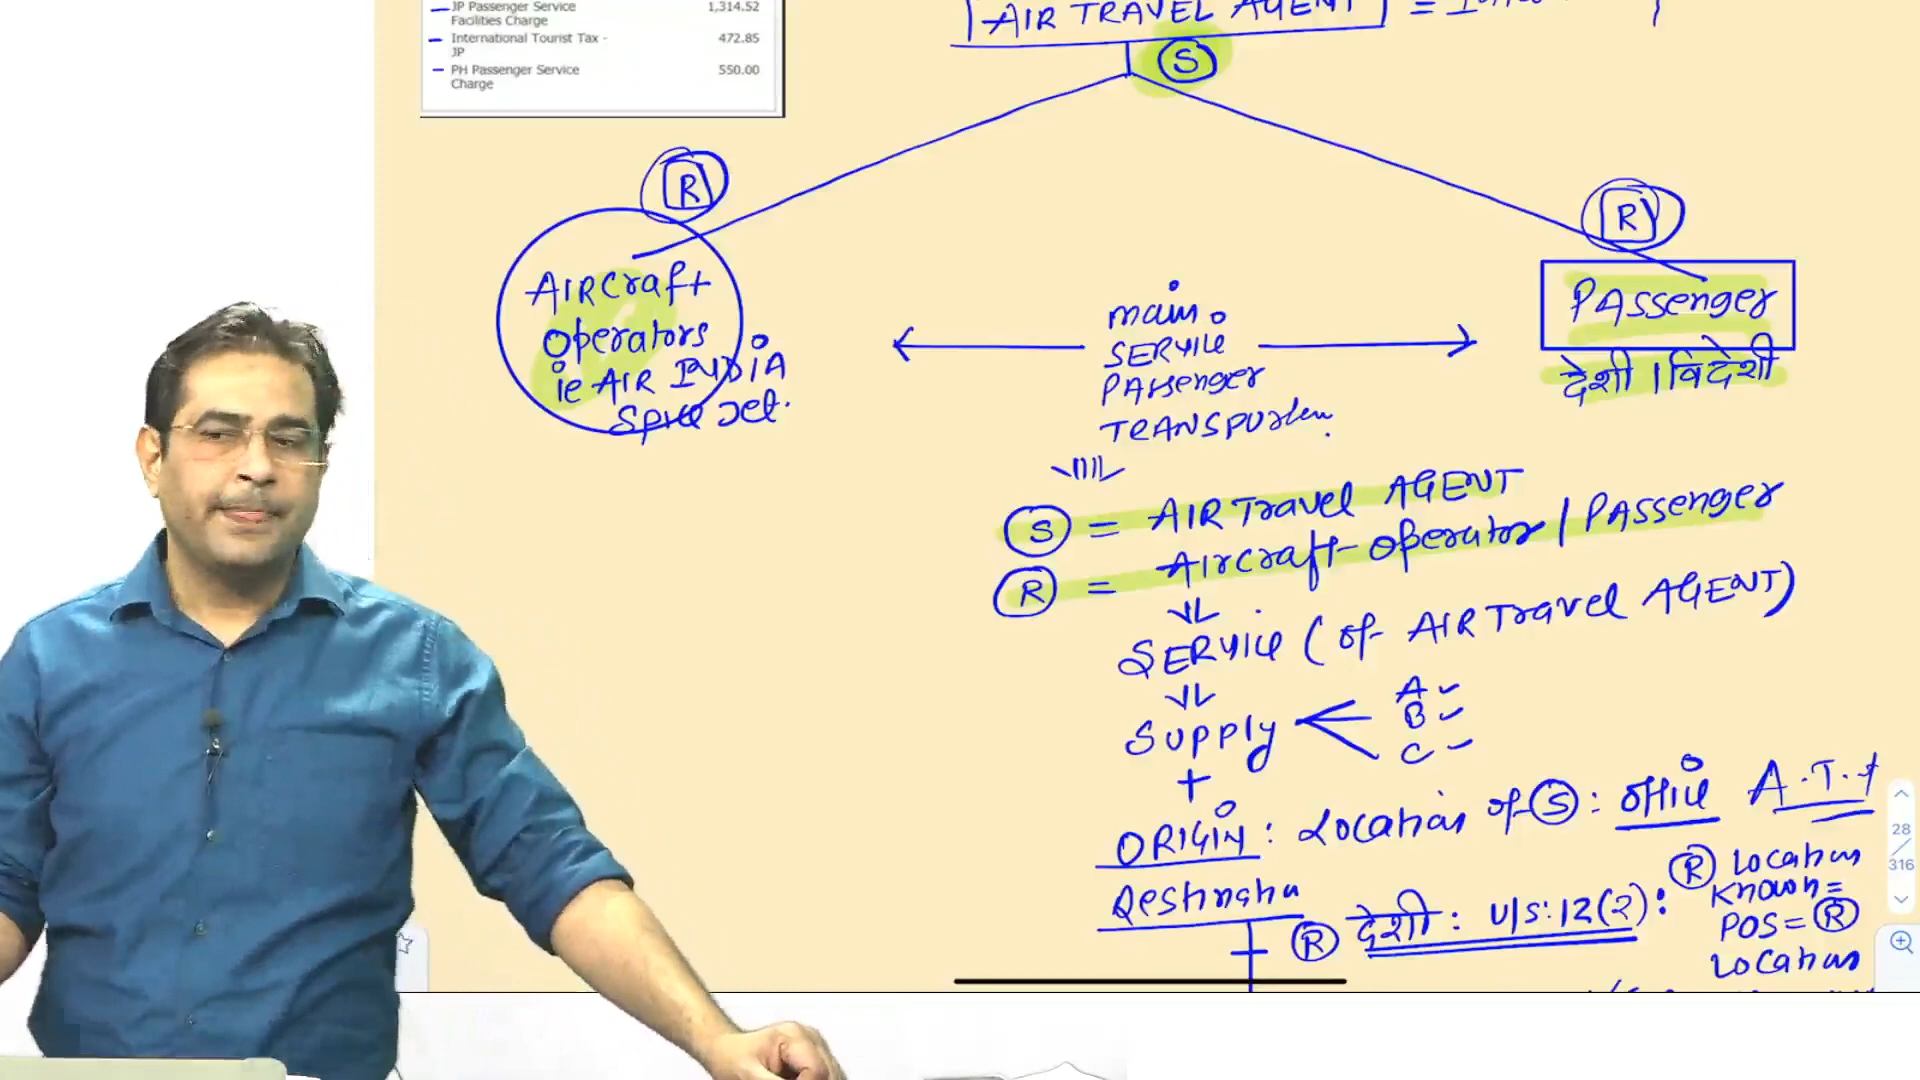 JP Passenger Service
Facilities Charge
1,314.52
International Tourist Tax -
JP
472.85
PH Passenger Service
Charge
550.00
AIR TRAVEL AGENT =
S
R
R
AIRCraft
operators
ie AIR INDIA
Spice Jet.
main
SERVICE
PAssenger
TRANSPORTation
PAssenger
देशी / विदेशी
S = AIR Travel AGENT
R = Aircraft operator / PAssenger
SERVICE (of AIR Travel AGENT)
Supply
A
B
C
+
ORIGIN : Location of S : office A.T.A
Destination
R देशी : U/S: 12(2) :
R Location
Known =
POS = R
Location
28
316